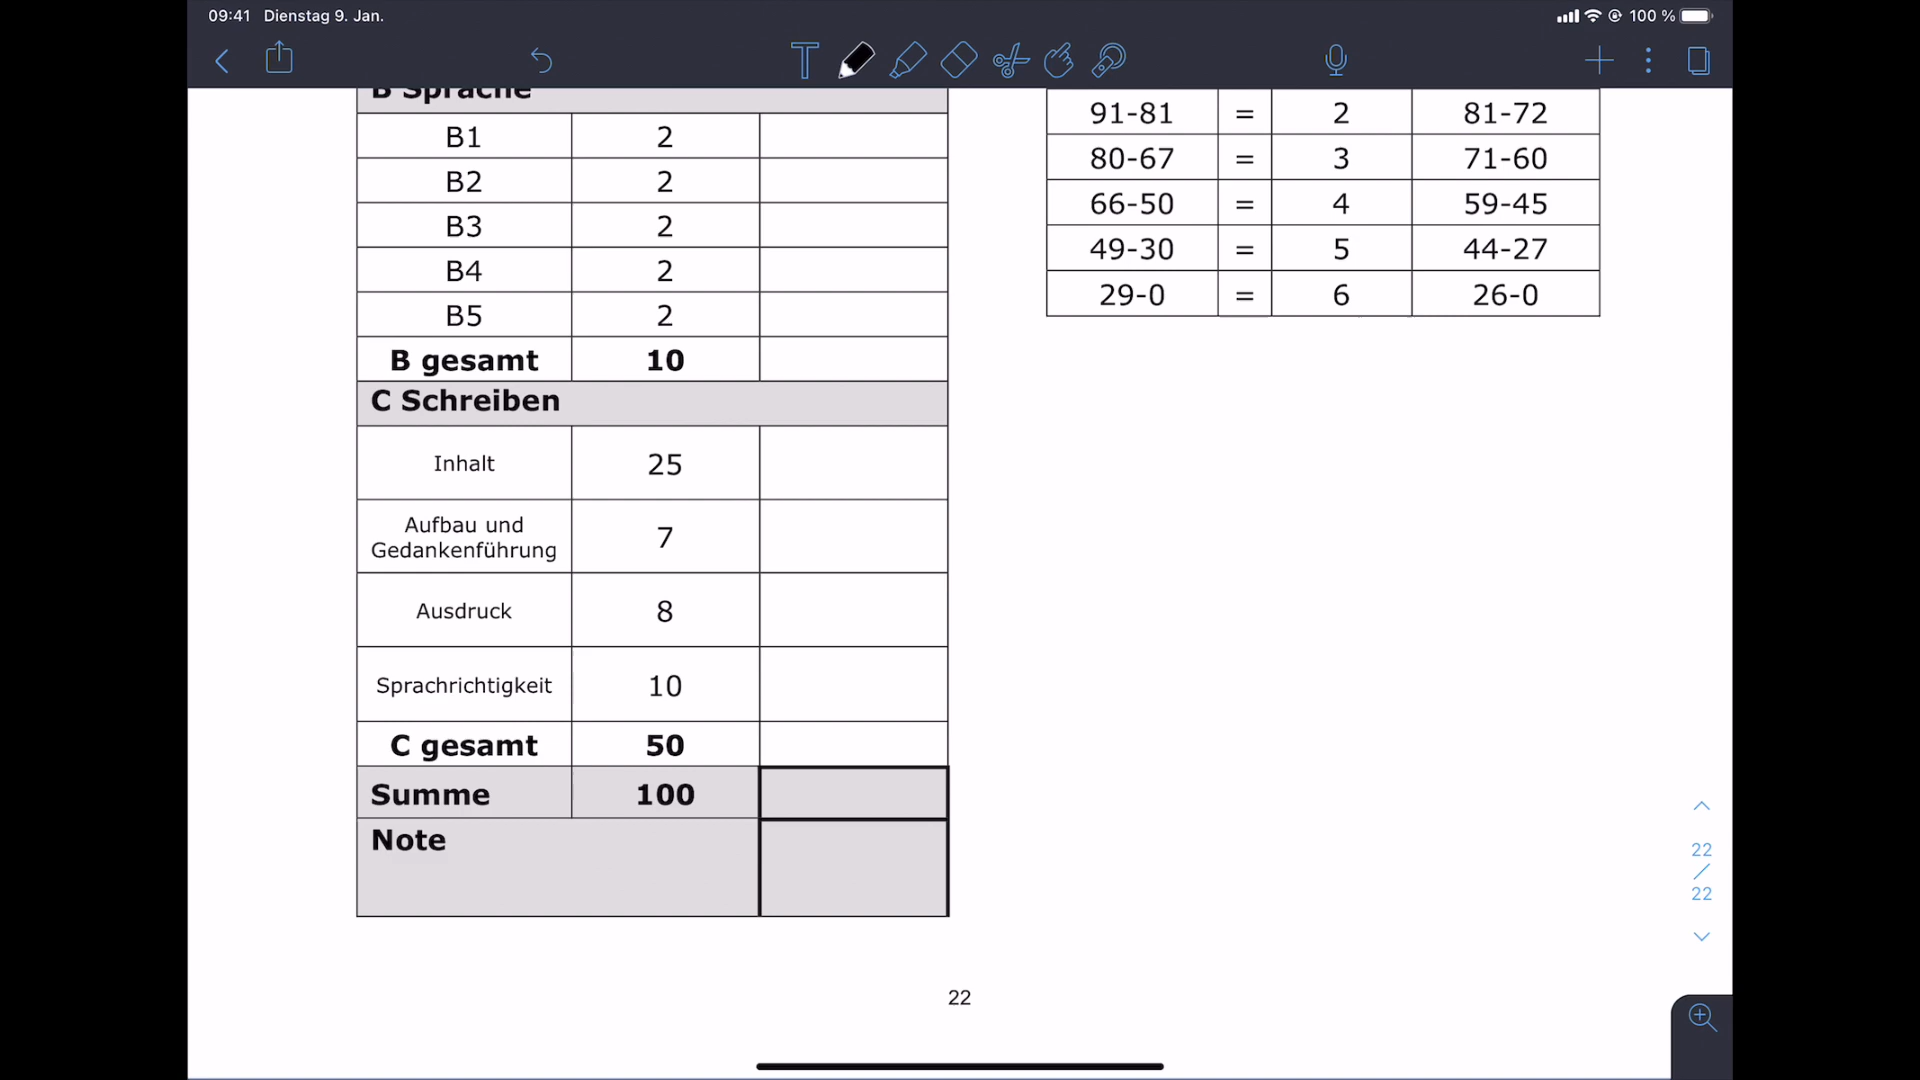 09:41 Dienstag 9. Jan.
100 %
B Sprache
B1 2
B2 2
B3 2
B4 2
B5 2
B gesamt 10
C Schreiben
Inhalt 25
Aufbau und
Gedankenführung 7
Ausdruck 8
Sprachrichtigkeit 10
C gesamt 50
Summe 100
Note
91-81 = 2 81-72
80-67 = 3 71-60
66-50 = 4 59-45
49-30 = 5 44-27
29-0 = 6 26-0
22
/
22
22